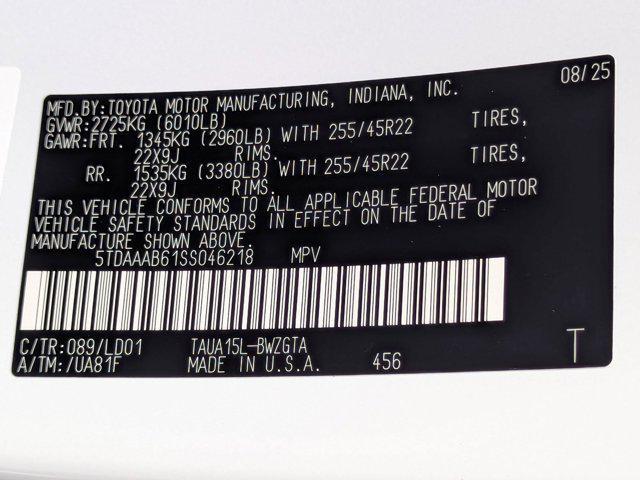 08/25
MFD.BY:TOYOTA MOTOR MANUFACTURING, INDIANA, INC.
GVWR:2725KG (6010LB)
GAWR:FRT. 1345KG (2960LB) WITH 255/45R22 TIRES,
22X9J RIMS.
RR. 1535KG (3380LB) WITH 255/45R22 TIRES,
22X9J RIMS.
THIS VEHICLE CONFORMS TO ALL APPLICABLE FEDERAL MOTOR
VEHICLE SAFETY STANDARDS IN EFFECT ON THE DATE OF
MANUFACTURE SHOWN ABOVE.
5TDAAAB61SS046218 MPV
C/TR:089/LD01 TAUA15L-BWZGTA T
A/TM:/UA81F MADE IN U.S.A. 456